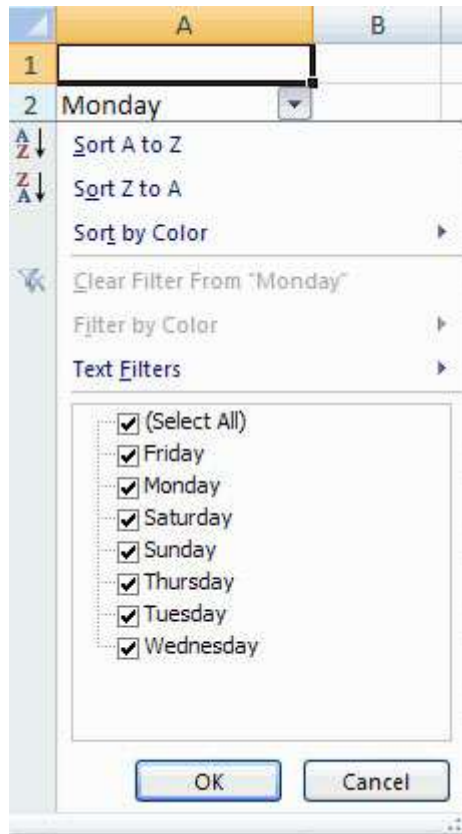 A B
1
2 Monday
Sort A to Z
Sort Z to A
Sort by Color
Clear Filter From "Monday"
Filter by Color
Text Filters
(Select All)
Friday
Monday
Saturday
Sunday
Thursday
Tuesday
Wednesday
OK Cancel